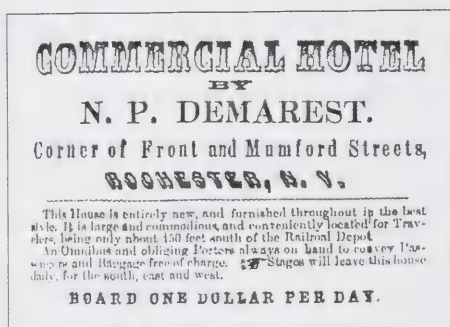 COMMERCIAL HOTEL
BY
N. P. DEMAREST.
Corner of Front and Mumford Streets,
ROCHESTER, N. Y.
This House is entirely new, and furnished throughout in the best
style. It is large and commodious, and conveniently located for Trav-
elers, being only about 150 feet south of the Railroad Depot.
An Omnibus and obliging Porters always on hand to convey Pas-
sengers and Baggage free of charge. ☞ Stages will leave this house
daily, for the south, east and west.
BOARD ONE DOLLAR PER DAY.